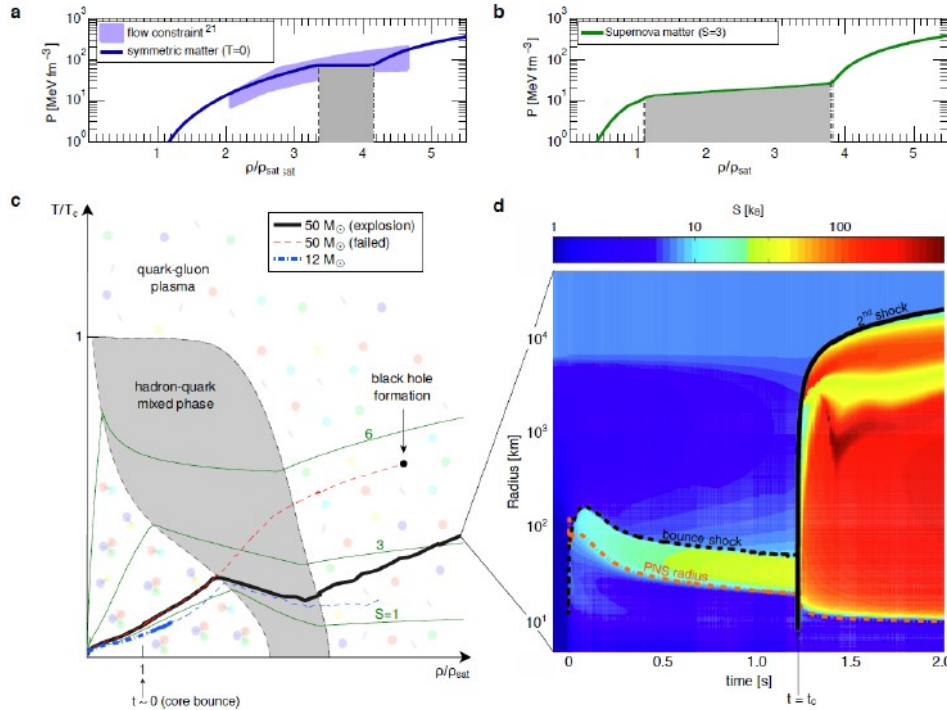 a
flow constraint 21
symmetric matter (T=0)
P [MeV fm⁻³]
10³
10²
10¹
10⁰
1 2 3 4 5
ρ/ρsat sat
b
Supernova matter (S=3)
P [MeV fm⁻³]
10³
10²
10¹
10⁰
1 2 3 4 5
ρ/ρsat
c
T/Tc
50 M⊙ (explosion)
50 M⊙ (failed)
12 M⊙
quark-gluon
plasma
1
hadron-quark
mixed phase
black hole
formation
6
3
S=1
ρ/ρsat
1
t ~ 0 (core bounce)
d
S [kB]
1 10 100
2nd shock
Radius [km]
10⁴
10³
10²
10¹
bounce shock
PNS radius
0 0.5 1.0 1.5 2.0
time [s]
t = tc